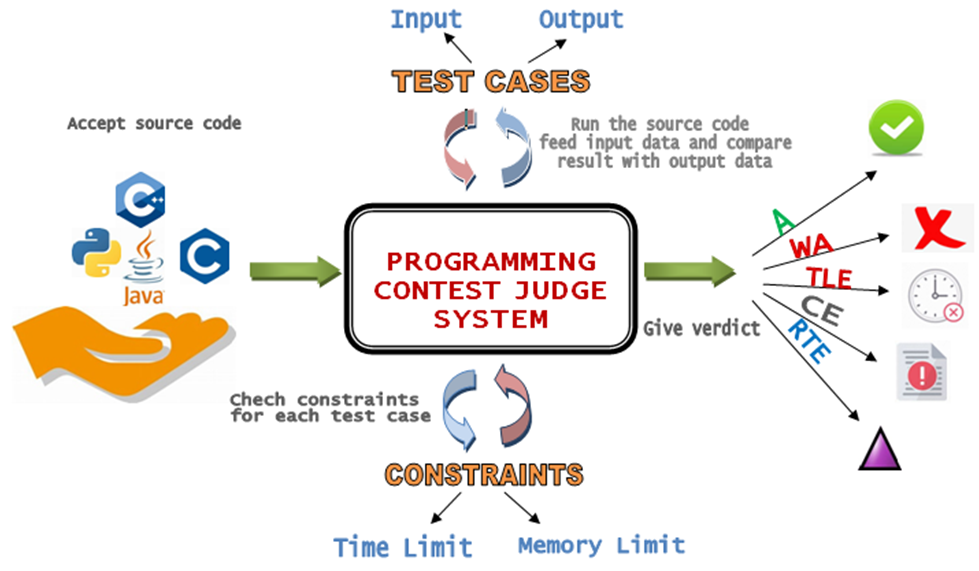 Input
Output
TEST CASES
Accept source code
Run the source code
feed input data and compare
result with output data
C++
C
Java
PROGRAMMING
CONTEST JUDGE
SYSTEM
A
WA
TLE
CE
RTE
Give verdict
Chech constraints
for each test case
CONSTRAINTS
Time Limit
Memory Limit